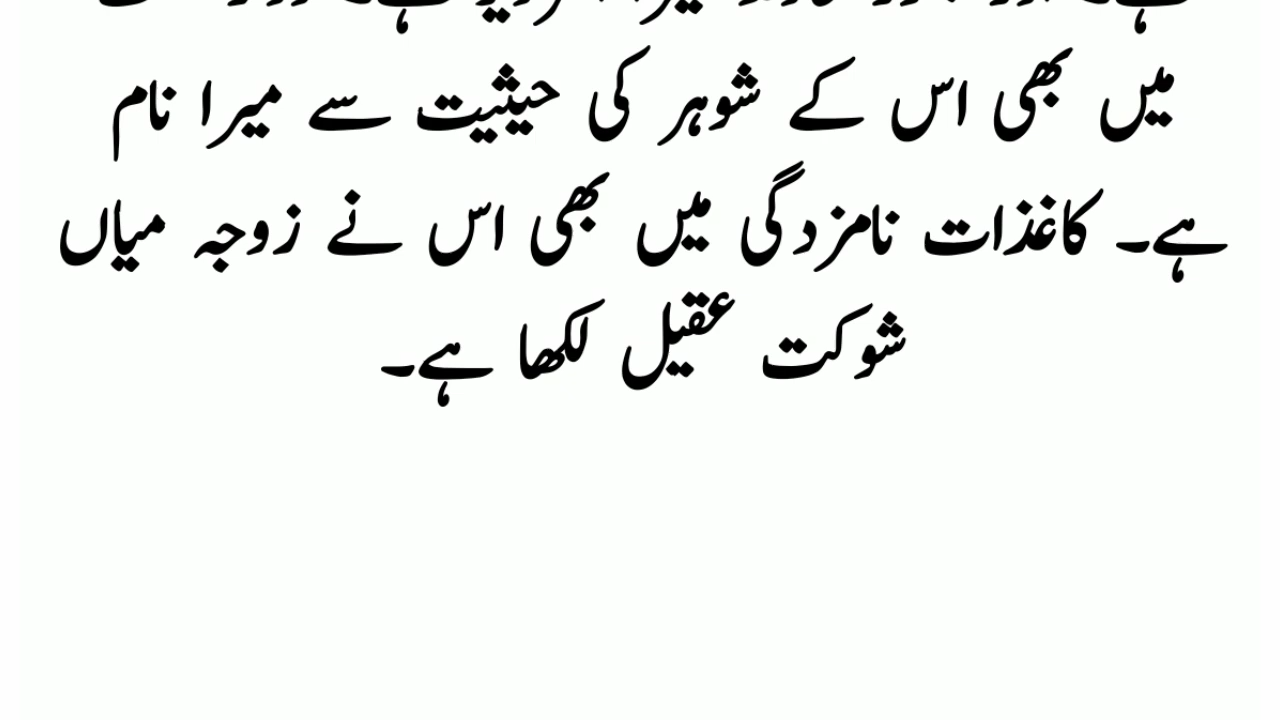 میں بھی اس کے شوہر کی حیثیت سے میرا نام
ہے۔ کاغذات نامزدگی میں بھی اس نے زوجہ میاں
شوکت عقیل لکھا ہے۔